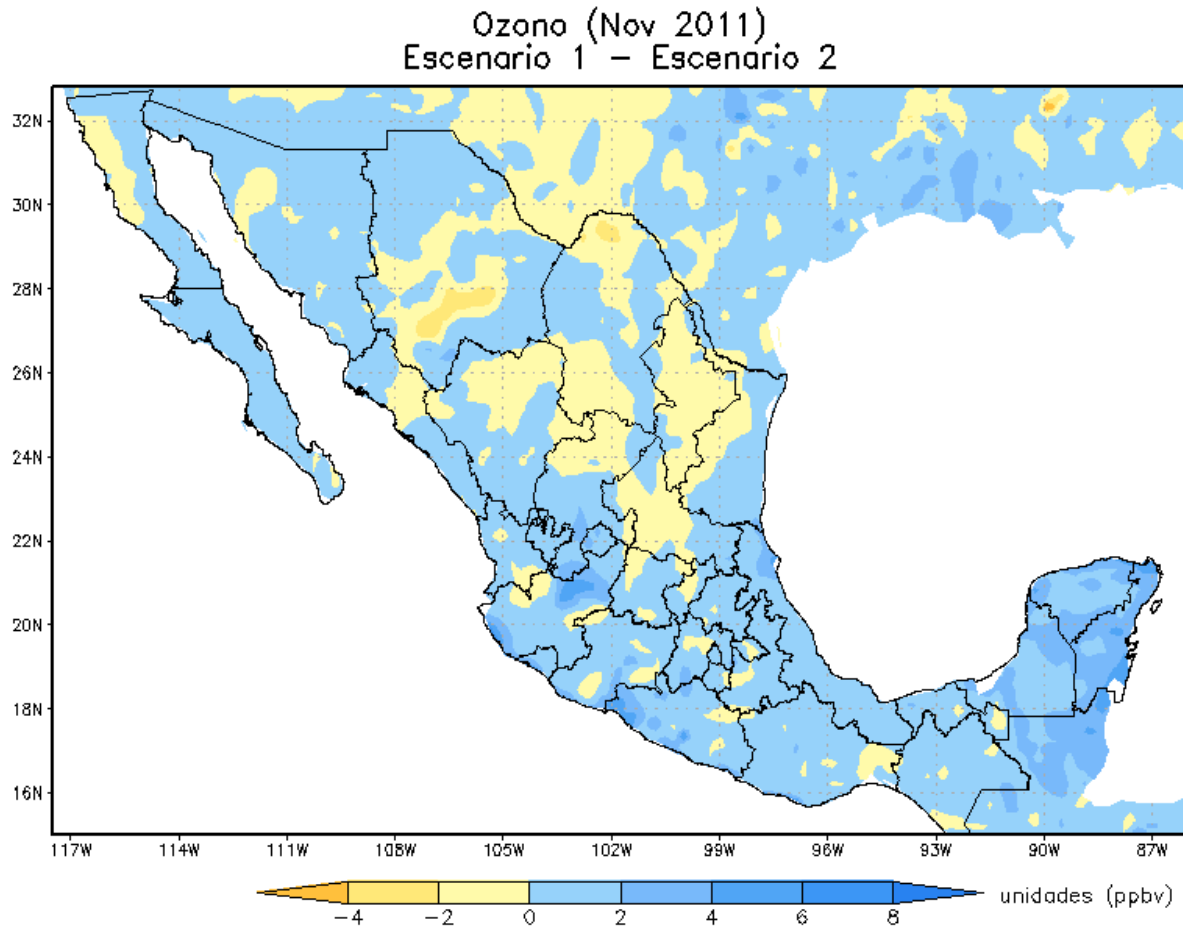 Ozono (Nov 2011)
Escenario 1 − Escenario 2
32N
30N
28N
26N
24N
22N
20N
18N
16N
117W 114W 111W 108W 105W 102W 99W 96W 93W 90W 87W
unidades (ppbv)
−4 −2 0 2 4 6 8